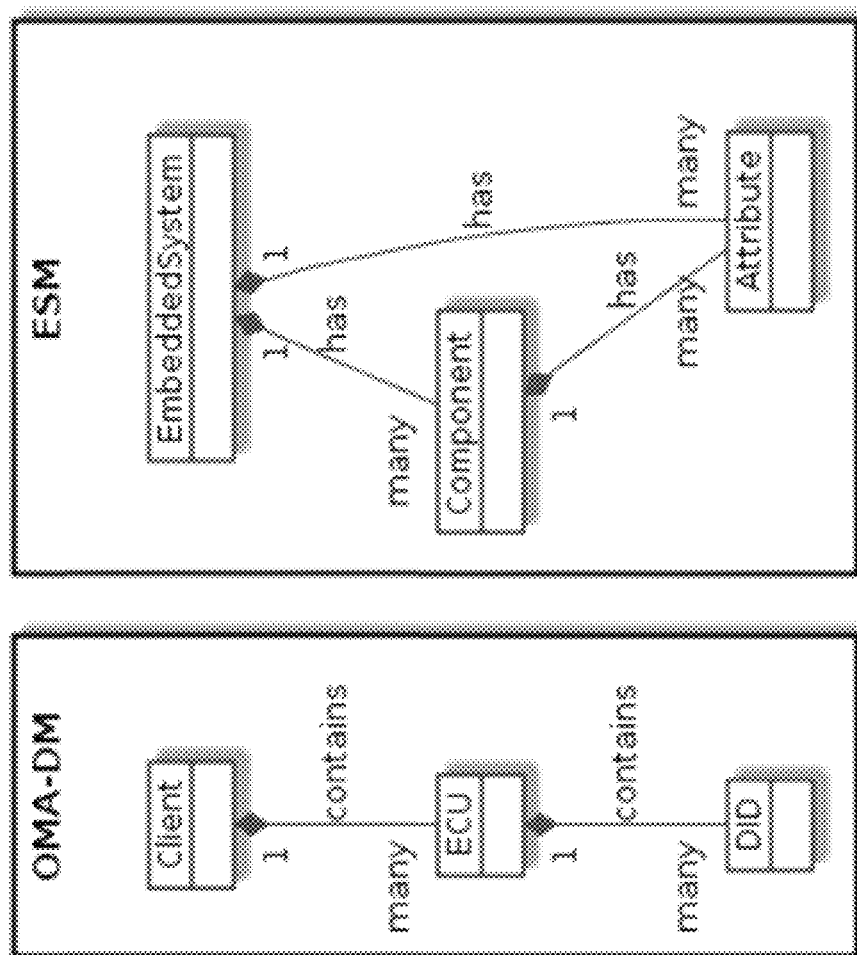 OMA-DM
Client
1
contains
many
ECU
1
contains
many
DID
ESM
EmbeddedSystem
1
1
has
has
many
Component
1
has
many
many
Attribute